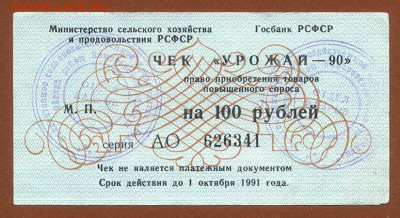 Министерство сельского хозяйства
и продовольствия РСФСР
Госбанк РСФСР
ЧЕК «УРОЖАЙ—90»
право приобретения товаров
повышенного спроса
М. П.
на 100 рублей
серия АО 626341
Чек не является платежным документом
Срок действия до 1 октября 1991 года.